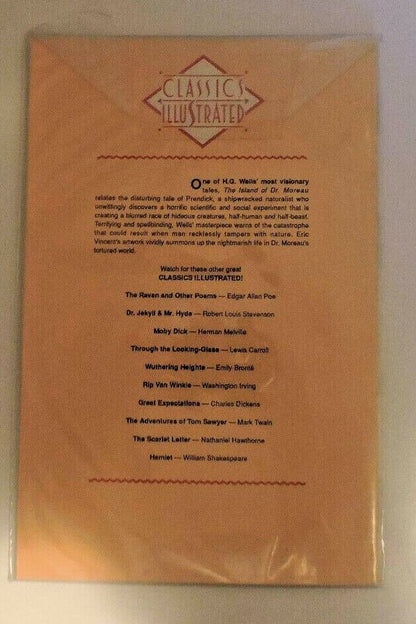 CLASSICS
ILLUSTRATED
One of H.G. Wells' most visionary
tales, The Island of Dr. Moreau
relates the disturbing tale of Prendick, a shipwrecked naturalist who
unwittingly discovers a horrific scientific and social experiment that is
creating a blurred race of hideous creatures, half-human and half-beast.
Terrifying and spellbinding, Wells' masterpiece warns of the catastrophe
that could result when man recklessly tampers with nature. Eric
Vincent's artwork vividly summons up the nightmarish life in Dr. Moreau's
tortured world.
Watch for these other great
CLASSICS ILLUSTRATED!
The Raven and Other Poems — Edgar Allan Poe
Dr. Jekyll & Mr. Hyde — Robert Louis Stevenson
Moby Dick — Herman Melville
Through the Looking-Glass — Lewis Carroll
Wuthering Heights — Emily Brontë
Rip Van Winkle — Washington Irving
Great Expectations — Charles Dickens
The Adventures of Tom Sawyer — Mark Twain
The Scarlet Letter — Nathaniel Hawthorne
Hamlet — William Shakespeare